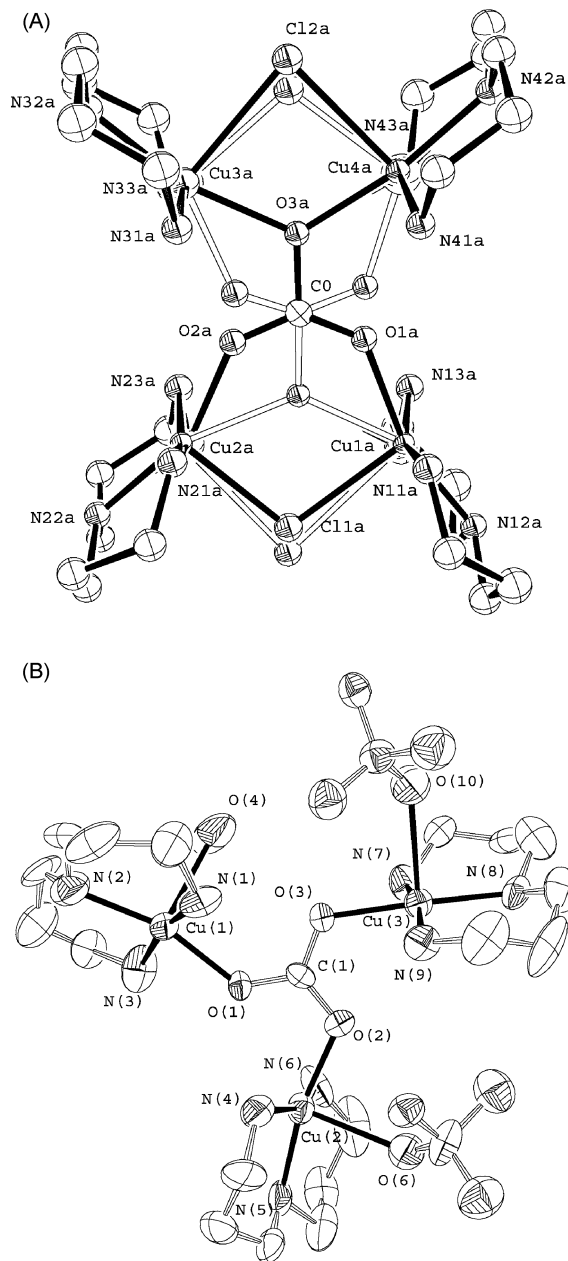 (A)
Cl2a
N32a
N42a
N43a
N33a
Cu3a
Cu4a
O3a
N31a
N41a
C0
O2a
O1a
N23a
N13a
Cu2a
Cu1a
N21a
N11a
N22a
Cl1a
N12a
(B)
O(4)
O(10)
N(2)
N(1)
N(7)
N(8)
O(3)
Cu(1)
Cu(3)
N(3)
C(1)
N(9)
O(1)
O(2)
N(6)
N(4)
Cu(2)
N(5)
O(6)